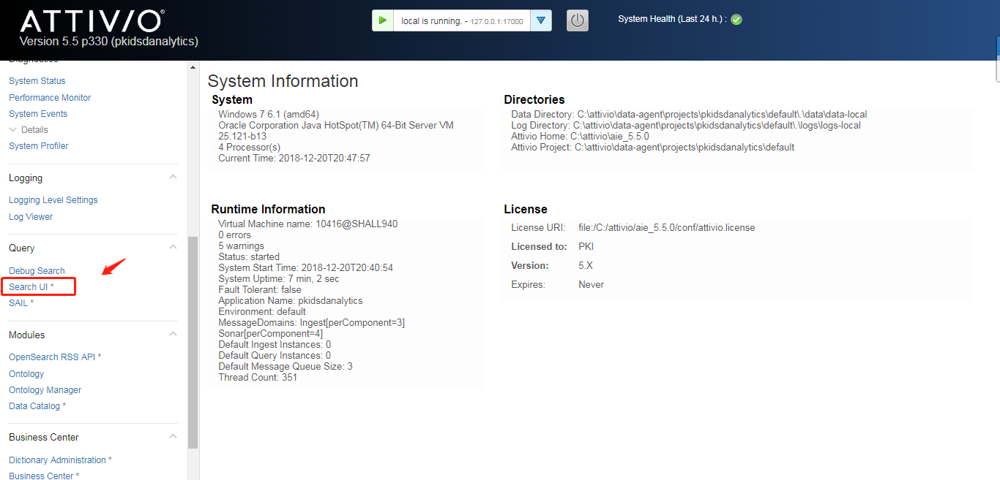 ATTIVIO®
Version 5.5 p330 (pkidsdanalytics)
local is running. - 127.0.0.1:17000
System Health (Last 24 h.) :
Diagnostics
System Status
Performance Monitor
System Events
Details
System Profiler
Logging
Logging Level Settings
Log Viewer
Query
Debug Search
Search UI *
SAIL *
Modules
OpenSearch RSS API *
Ontology
Ontology Manager
Data Catalog *
Business Center
Dictionary Administration *
Business Center *
System Information
System
Windows 7 6.1 (amd64)
Oracle Corporation Java HotSpot(TM) 64-Bit Server VM
25.121-b13
4 Processor(s)
Current Time: 2018-12-20T20:47:57
Directories
Data Directory: C:\attivio\data-agent\projects\pkidsdanalytics\default\.\data\data-local
Log Directory: C:\attivio\data-agent\projects\pkidsdanalytics\default\.\logs\logs-local
Attivio Home: C:\attivio\aie_5.5.0
Attivio Project: C:\attivio\data-agent\projects\pkidsdanalytics\default
Runtime Information
Virtual Machine name: 10416@SHALL940
0 errors
5 warnings
Status: started
System Start Time: 2018-12-20T20:40:54
System Uptime: 7 min, 2 sec
Fault Tolerant: false
Application Name: pkidsdanalytics
Environment: default
MessageDomains: Ingest[perComponent=3]
Sonar[perComponent=4]
Default Ingest Instances: 0
Default Query Instances: 0
Default Message Queue Size: 3
Thread Count: 351
License
License URI: file:/C:/attivio/aie_5.5.0/conf/attivio.license
Licensed to: PKI
Version: 5.X
Expires: Never